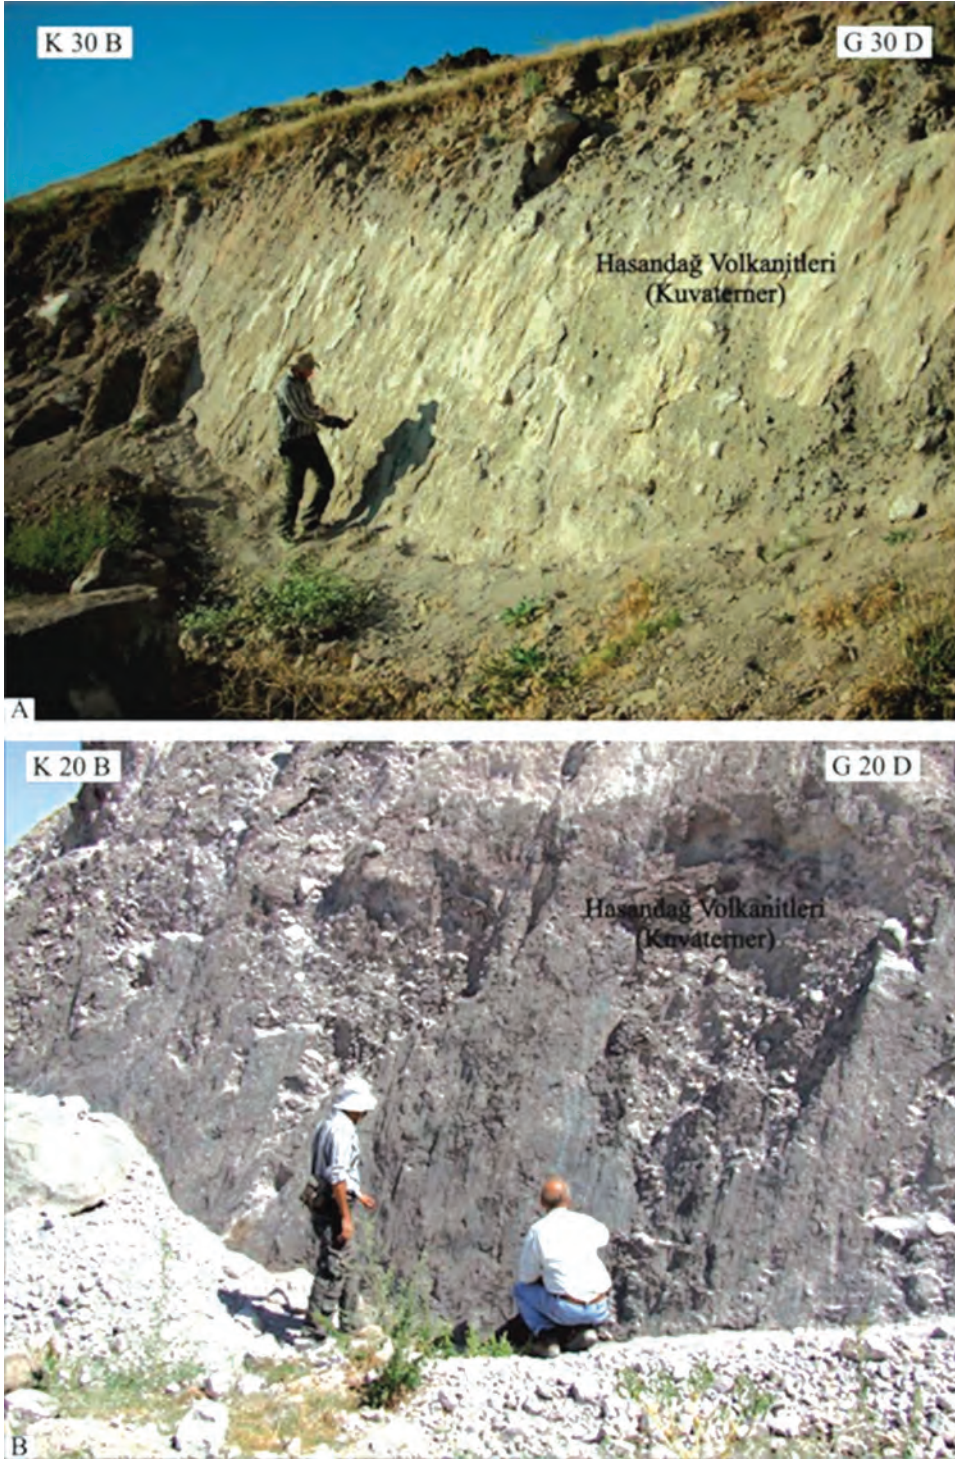 K 30 B
G 30 D
Hasandağ Volkanitleri
(Kuvaterner)
A
K 20 B
G 20 D
Hasandağ Volkanitleri
(Kuvaterner)
B